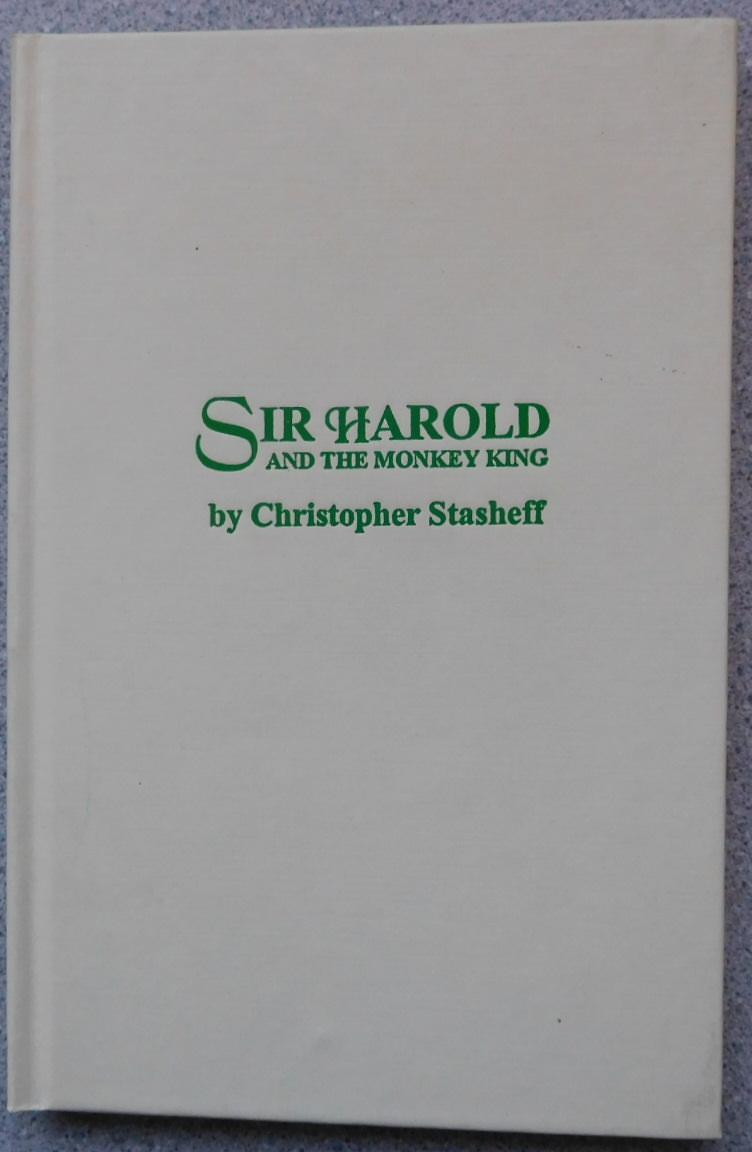 SIR HAROLD
AND THE MONKEY KING
by Christopher Stasheff